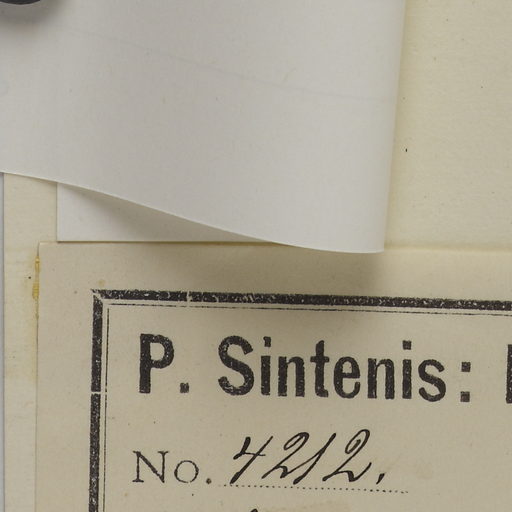 P. Sintenis:
No. 4212.